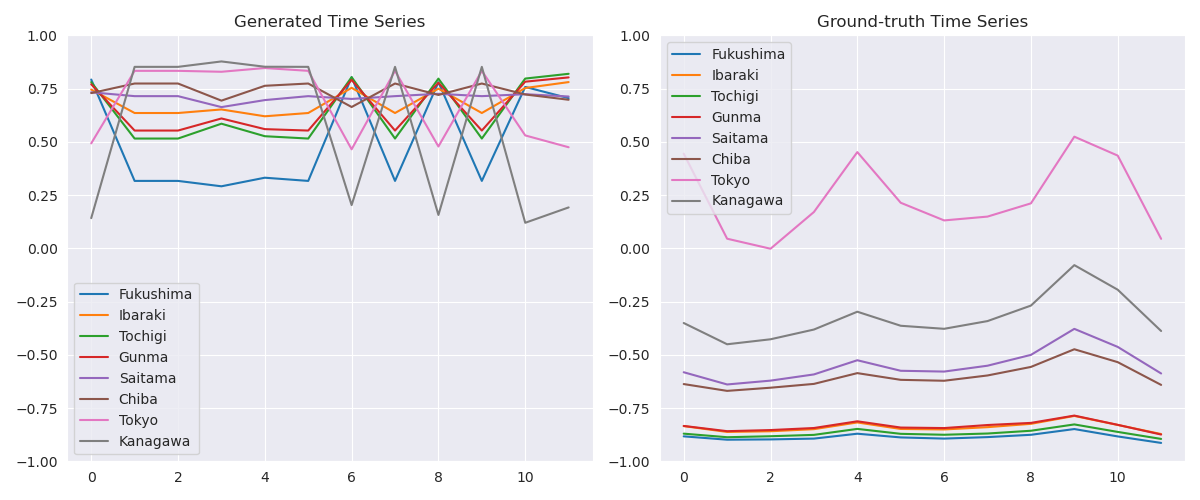 Generated Time Series
1.00
0.75
0.50
0.25
0.00
−0.25
−0.50
−0.75
−1.00
Fukushima
Ibaraki
Tochigi
Gunma
Saitama
Chiba
Tokyo
Kanagawa
0 2 4 6 8 10
Ground-truth Time Series
1.00
0.75
0.50
0.25
0.00
−0.25
−0.50
−0.75
−1.00
Fukushima
Ibaraki
Tochigi
Gunma
Saitama
Chiba
Tokyo
Kanagawa
0 2 4 6 8 10